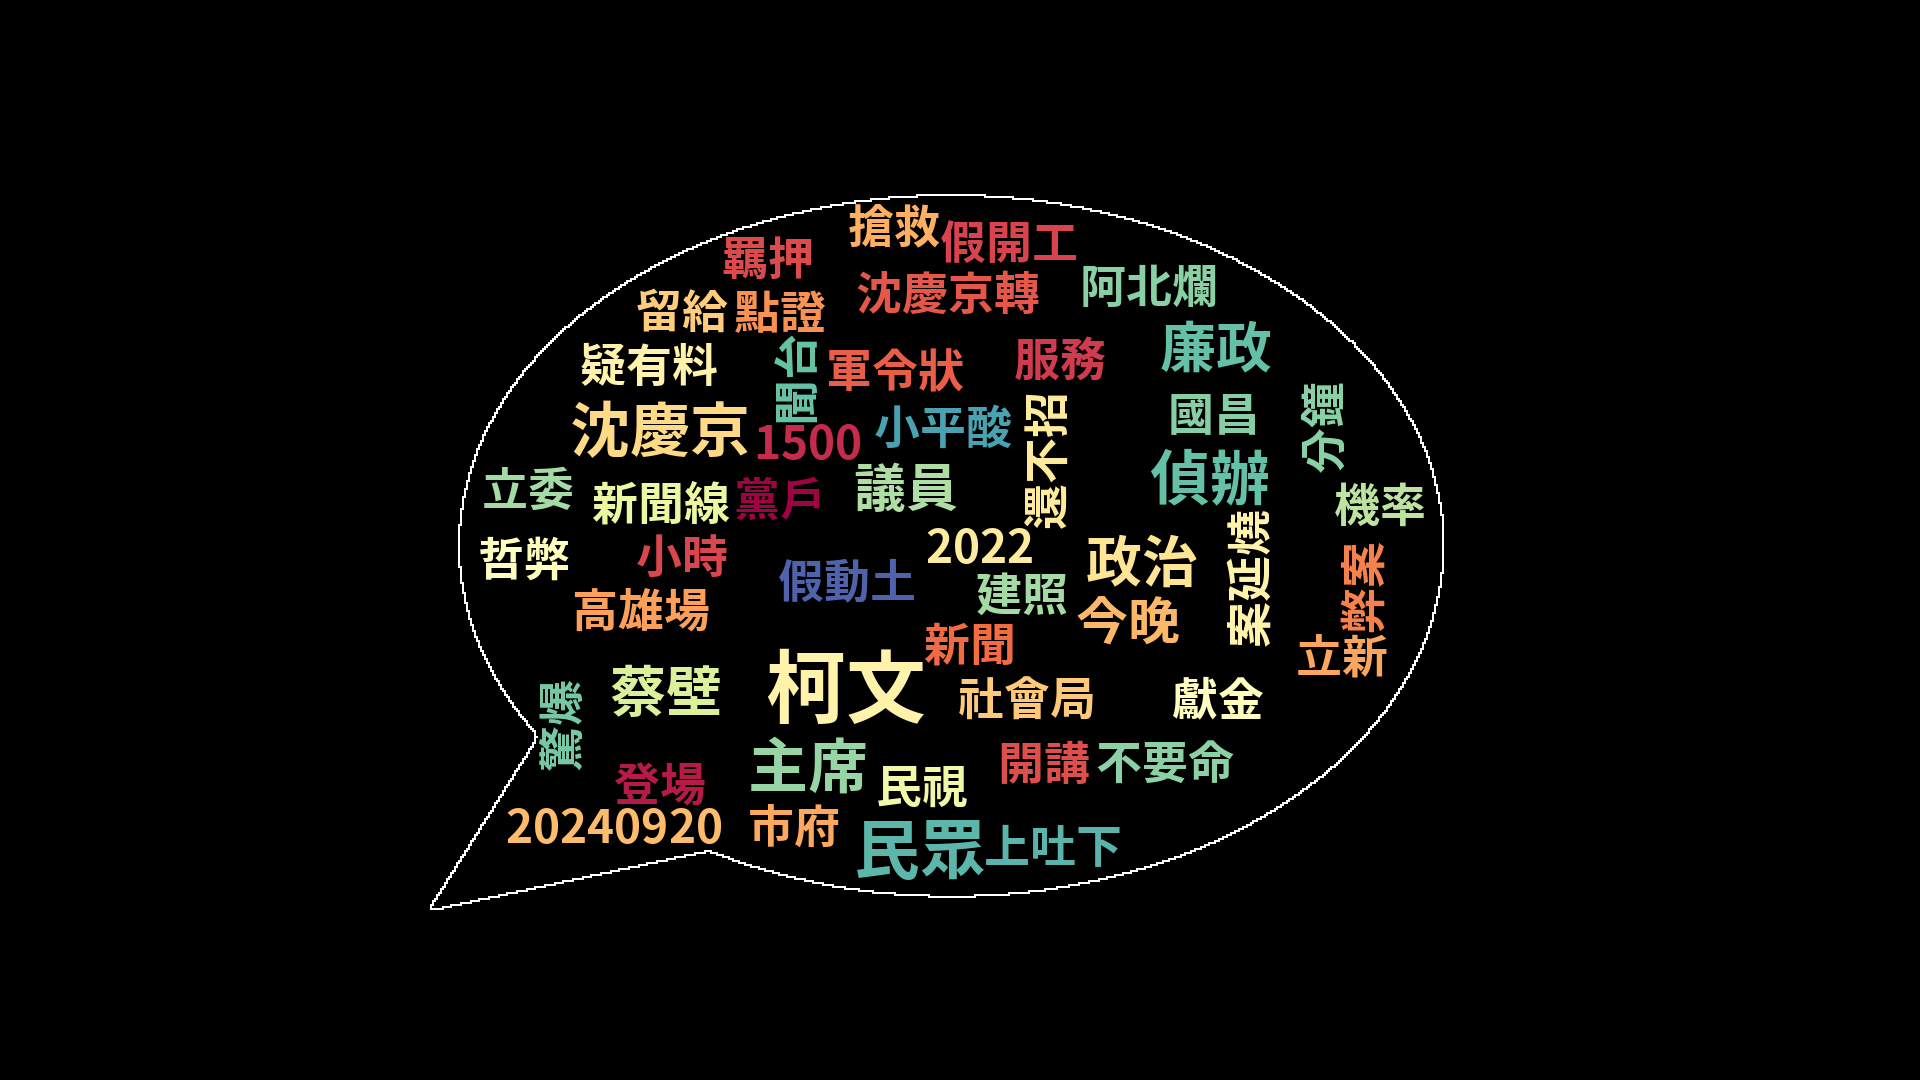 搶救
假開工
羈押
沈慶京轉
阿北爛
留給
點證
廉政
疑有料
聞台
軍令狀
服務
沈慶京
1500
小平酸
還不招
國昌
分鐘
立委
新聞線
黨戶
議員
偵辦
機率
哲弊
小時
2022
政治
案延燒
弊案
假動土
建照
高雄場
今晚
新聞
立新
驚爆
蔡壁
柯文
社會局
獻金
登場
主席
民視
開講
不要命
20240920
市府
民眾
上吐下